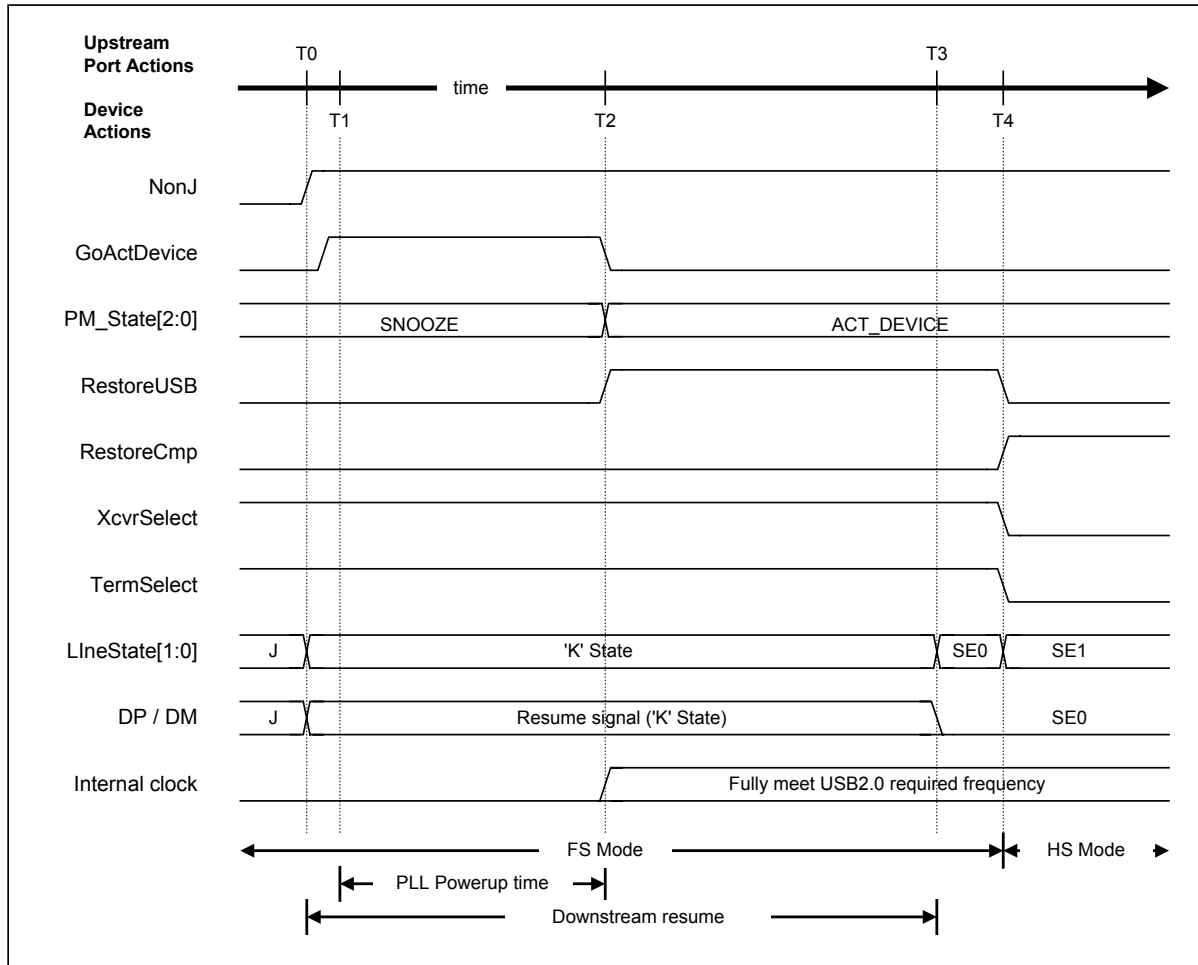 Upstream
Port Actions
T0
T3
time
Device
Actions
T1
T2
T4
NonJ
GoActDevice
PM_State[2:0]
SNOOZE
ACT_DEVICE
RestoreUSB
RestoreCmp
XcvrSelect
TermSelect
LIneState[1:0]
J
'K' State
SE0
SE1
DP / DM
J
Resume signal ('K' State)
SE0
Internal clock
Fully meet USB2.0 required frequency
FS Mode
HS Mode
PLL Powerup time
Downstream resume